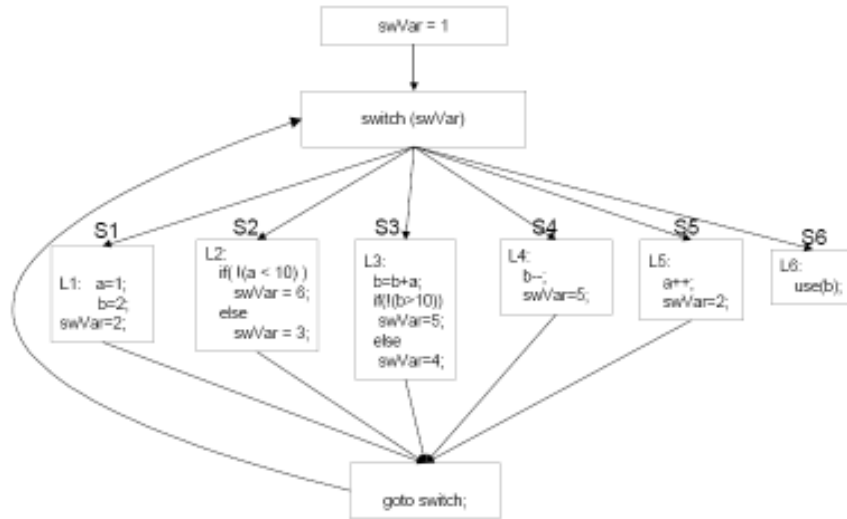 swVar = 1
switch (swVar)
S1
S2
S3
S4
S5
S6
L1: a=1;
b=2;
swVar=2;
L2:
if( !(a < 10) )
swVar = 6;
else
swVar = 3;
L3:
b=b+a;
if(!(b>10))
swVar=5;
else
swVar=4;
L4:
b--;
swVar=5;
L5:
a++;
swVar=2;
L6:
use(b);
goto switch;